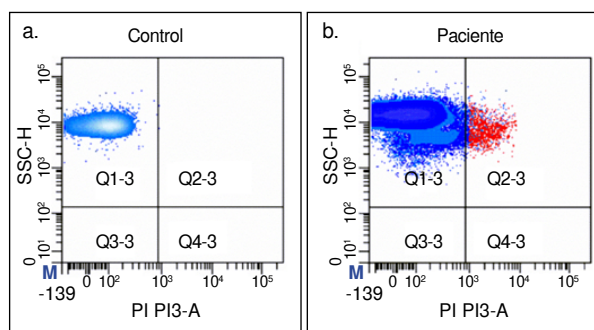 a.
Control
SSC-H
10⁵
10⁴
10³
10²
10¹
0
Q1-3
Q2-3
Q3-3
Q4-3
M
-139
0
10²
10³
10⁴
10⁵
PI PI3-A
b.
Paciente
SSC-H
10⁵
10⁴
10³
10²
10¹
0
Q1-3
Q2-3
Q3-3
Q4-3
M
-139
0
10²
10³
10⁴
10⁵
PI PI3-A